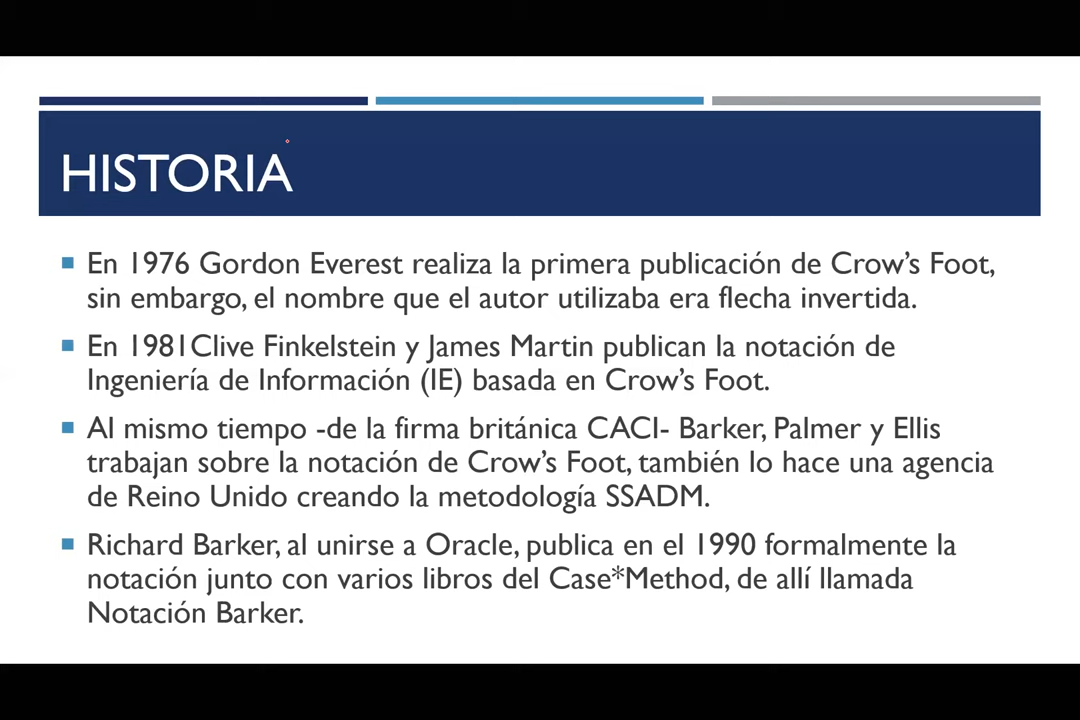 HISTORIA
En 1976 Gordon Everest realiza la primera publicación de Crow's Foot,
sin embargo, el nombre que el autor utilizaba era flecha invertida.
En 1981Clive Finkelstein y James Martin publican la notación de
Ingeniería de Información (IE) basada en Crow's Foot.
Al mismo tiempo -de la firma británica CACI- Barker, Palmer y Ellis
trabajan sobre la notación de Crow's Foot, también lo hace una agencia
de Reino Unido creando la metodología SSADM.
Richard Barker, al unirse a Oracle, publica en el 1990 formalmente la
notación junto con varios libros del Case*Method, de allí llamada
Notación Barker.